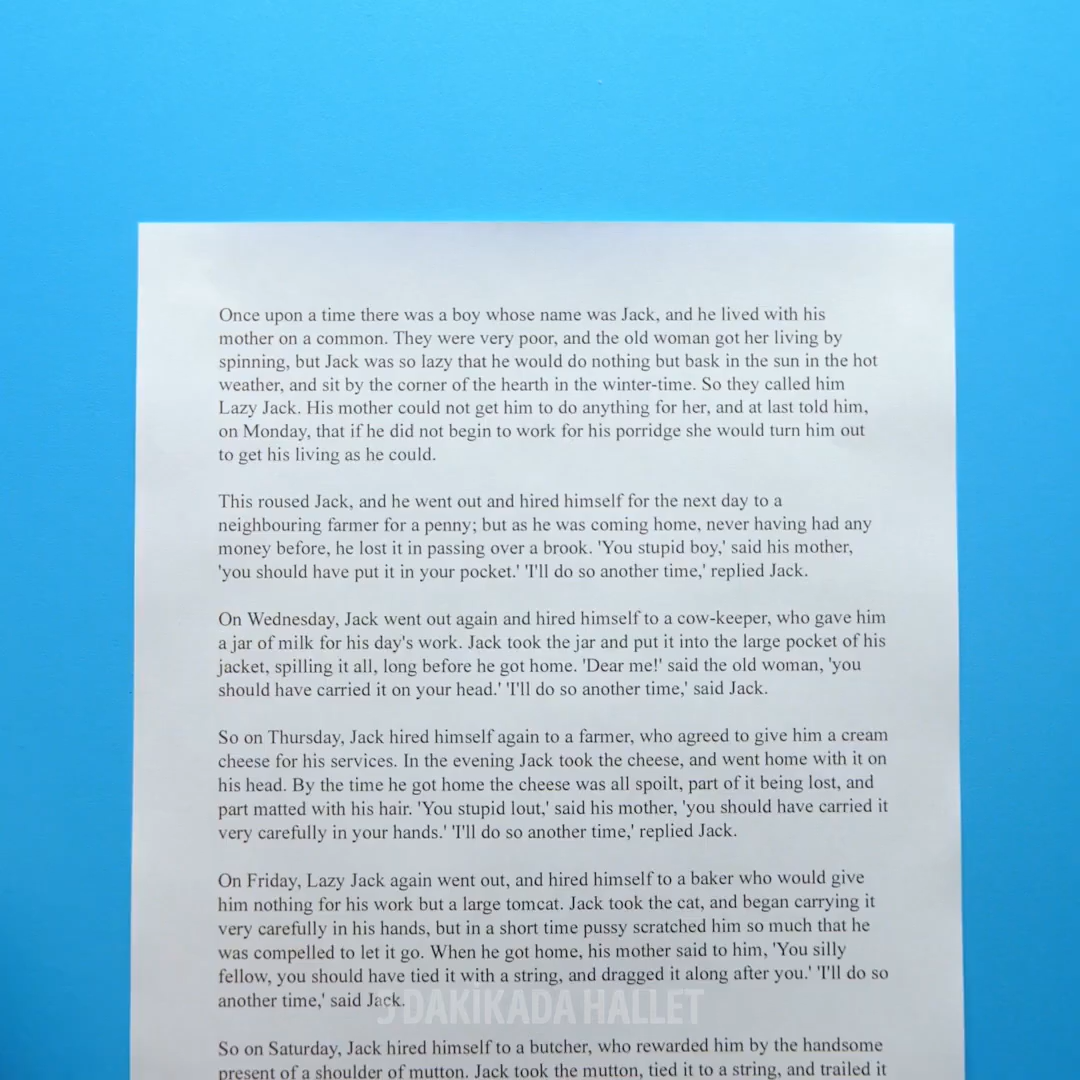 Once upon a time there was a boy whose name was Jack, and he lived with his
mother on a common. They were very poor, and the old woman got her living by
spinning, but Jack was so lazy that he would do nothing but bask in the sun in the hot
weather, and sit by the corner of the hearth in the winter-time. So they called him
Lazy Jack. His mother could not get him to do anything for her, and at last told him,
on Monday, that if he did not begin to work for his porridge she would turn him out
to get his living as he could.
This roused Jack, and he went out and hired himself for the next day to a
neighbouring farmer for a penny; but as he was coming home, never having had any
money before, he lost it in passing over a brook. 'You stupid boy,' said his mother,
'you should have put it in your pocket.' 'I'll do so another time,' replied Jack.
On Wednesday, Jack went out again and hired himself to a cow-keeper, who gave him
a jar of milk for his day's work. Jack took the jar and put it into the large pocket of his
jacket, spilling it all, long before he got home. 'Dear me!' said the old woman, 'you
should have carried it on your head.' 'I'll do so another time,' said Jack.
So on Thursday, Jack hired himself again to a farmer, who agreed to give him a cream
cheese for his services. In the evening Jack took the cheese, and went home with it on
his head. By the time he got home the cheese was all spoilt, part of it being lost, and
part matted with his hair. 'You stupid lout,' said his mother, 'you should have carried it
very carefully in your hands.' 'I'll do so another time,' replied Jack.
On Friday, Lazy Jack again went out, and hired himself to a baker who would give
him nothing for his work but a large tomcat. Jack took the cat, and began carrying it
very carefully in his hands, but in a short time pussy scratched him so much that he
was compelled to let it go. When he got home, his mother said to him, 'You silly
fellow, you should have tied it with a string, and dragged it along after you.' 'I'll do so
another time,' said Jack.
5 DAKİKADA HALLET
So on Saturday, Jack hired himself to a butcher, who rewarded him by the handsome
present of a shoulder of mutton. Jack took the mutton, tied it to a string, and trailed it